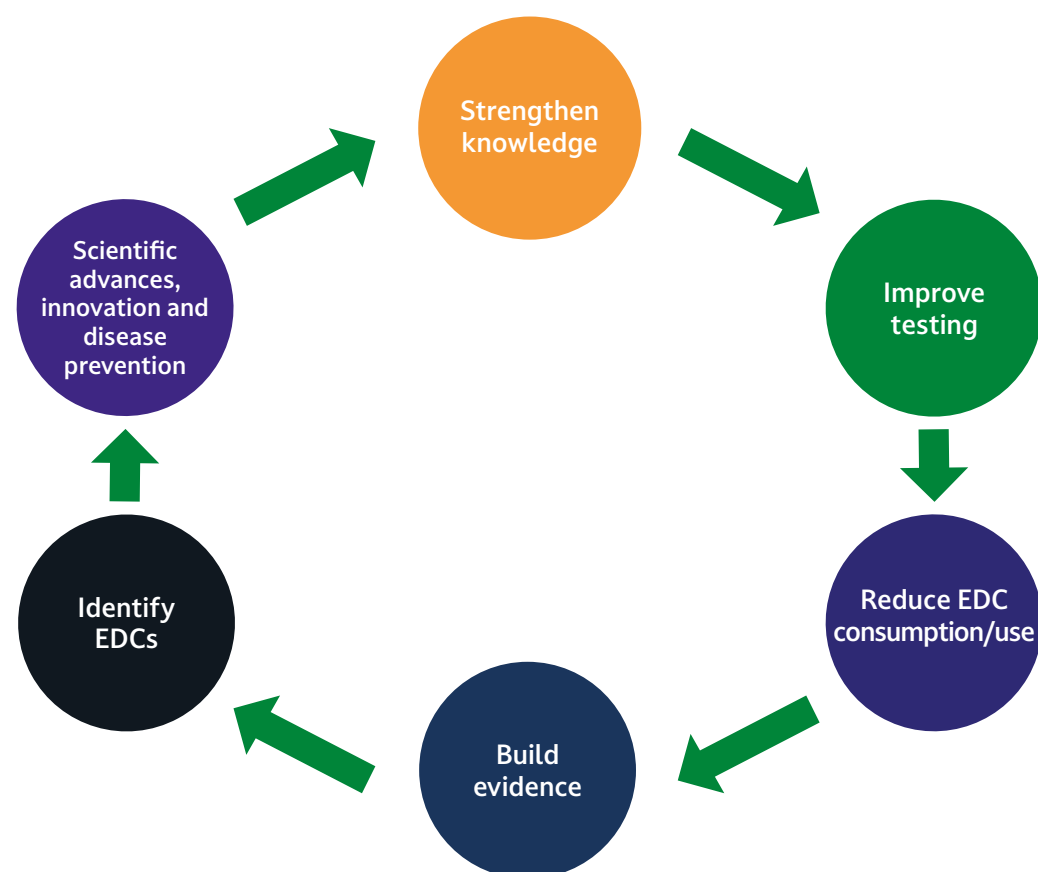 Strengthen
knowledge
Improve
testing
Reduce EDC
consumption/use
Build
evidence
Identify
EDCs
Scientific
advances,
innovation and
disease
prevention